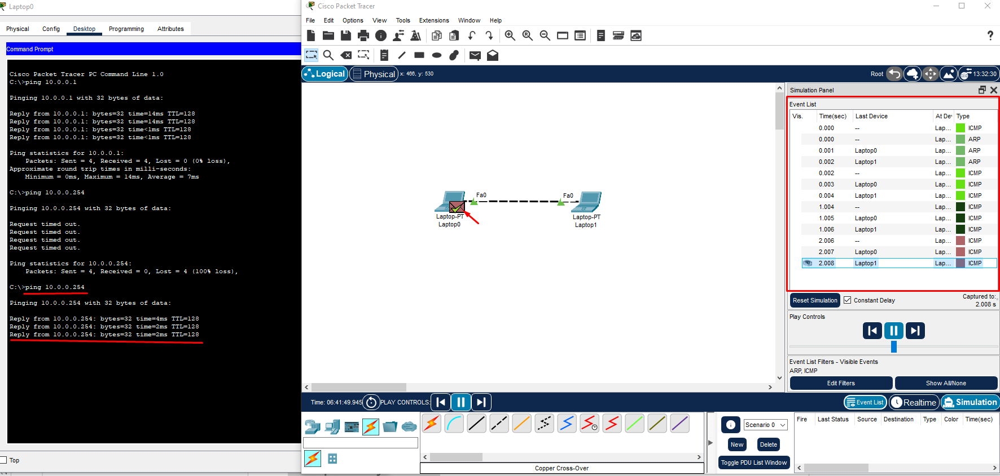 Laptop0
Physical Config Desktop Programming Attributes
Command Prompt
Cisco Packet Tracer PC Command Line 1.0
C:\>ping 10.0.0.1
Pinging 10.0.0.1 with 32 bytes of data:
Reply from 10.0.0.1: bytes=32 time=14ms TTL=128
Reply from 10.0.0.1: bytes=32 time=14ms TTL=128
Reply from 10.0.0.1: bytes=32 time<1ms TTL=128
Reply from 10.0.0.1: bytes=32 time<1ms TTL=128
Ping statistics for 10.0.0.1:
Packets: Sent = 4, Received = 4, Lost = 0 (0% loss),
Approximate round trip times in milli-seconds:
Minimum = 0ms, Maximum = 14ms, Average = 7ms
C:\>ping 10.0.0.254
Pinging 10.0.0.254 with 32 bytes of data:
Request timed out.
Request timed out.
Request timed out.
Request timed out.
Ping statistics for 10.0.0.254:
Packets: Sent = 4, Received = 0, Lost = 4 (100% loss),
C:\>ping 10.0.0.254
Pinging 10.0.0.254 with 32 bytes of data:
Reply from 10.0.0.254: bytes=32 time=4ms TTL=128
Reply from 10.0.0.254: bytes=32 time=2ms TTL=128
Reply from 10.0.0.254: bytes=32 time=2ms TTL=128
Top
Cisco Packet Tracer
File Edit Options View Tools Extensions Window Help
Logical Physical x: 466, y: 530
Root 13:32:30
Fa0
Laptop-PT
Laptop0
Fa0
Laptop-PT
Laptop1
Simulation Panel
Event List
Vis. Time(sec) Last Device At De Type
0.000 -- Lap... ICMP
0.000 -- Lap... ARP
0.001 Laptop0 Lap... ARP
0.002 Laptop1 Lap... ARP
0.002 -- Lap... ICMP
0.003 Laptop0 Lap... ICMP
0.004 Laptop1 Lap... ICMP
1.004 -- Lap... ICMP
1.005 Laptop0 Lap... ICMP
1.006 Laptop1 Lap... ICMP
2.006 -- Lap... ICMP
2.007 Laptop0 Lap... ICMP
2.008 Laptop1 Lap... ICMP
Reset Simulation Constant Delay Captured to:
2.008 s
Play Controls
Event List Filters - Visible Events
ARP, ICMP
Edit Filters Show All/None
Time: 06:41:49.945 PLAY CONTROLS:
Event List Realtime Simulation
Copper Cross-Over
Scenario 0
New Delete
Toggle PDU List Window
Fire Last Status Source Destination Type Color Time(sec)